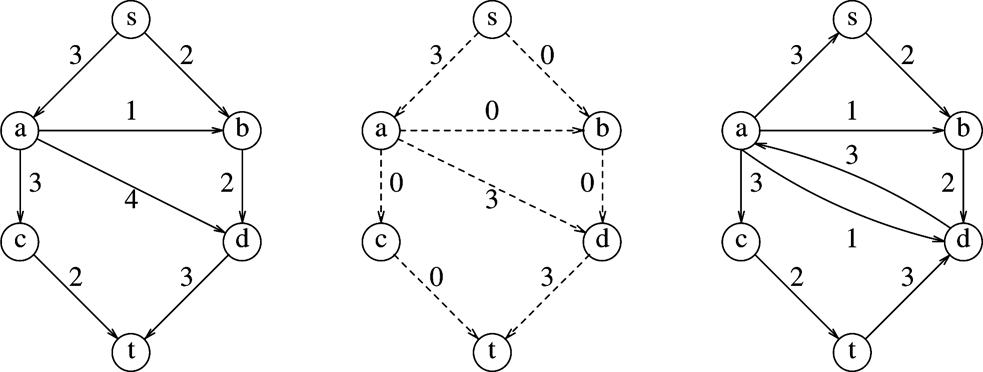 s s s
3 2 3 0 3 2
1 0 1
a b a b a b
3
3 2 0 0 3 2
4 3
c d c d c d
1
2 3 0 3 2 3
t t t